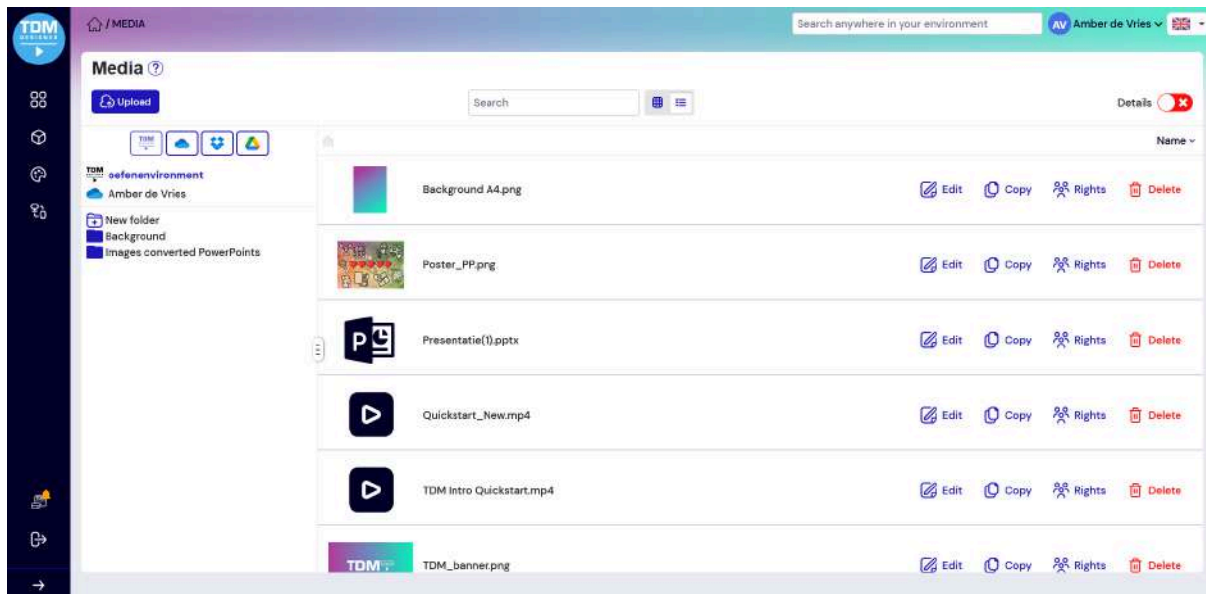 TDM
DESIGNER
/ MEDIA
Search anywhere in your environment
AV Amber de Vries
Media ?
Upload
Search
Details
TDM
Name
TDM oefenenvironment
Amber de Vries
New folder
Background
Images converted PowerPoints
Background A4.png
Edit Copy Rights Delete
Poster_PP.png
Edit Copy Rights Delete
P
Presentatie(1).pptx
Edit Copy Rights Delete
Quickstart_New.mp4
Edit Copy Rights Delete
TDM Intro Quickstart.mp4
Edit Copy Rights Delete
TDM
TDM_banner.png
Edit Copy Rights Delete